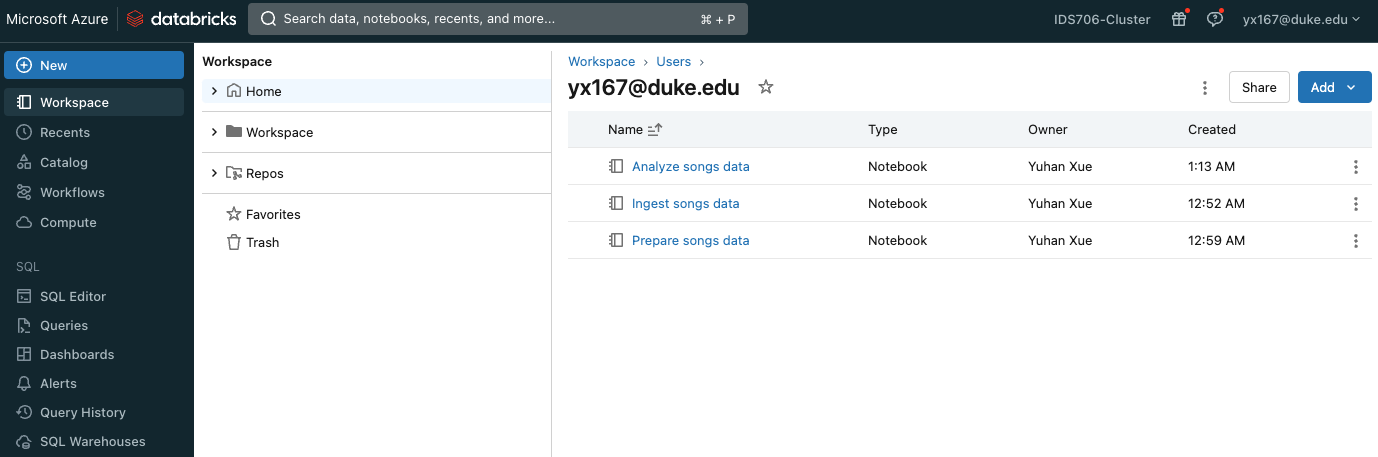 Microsoft Azure databricks Search data, notebooks, recents, and more... ⌘ + P IDS706-Cluster yx167@duke.edu
New
Workspace
Recents
Catalog
Workflows
Compute
SQL
SQL Editor
Queries
Dashboards
Alerts
Query History
SQL Warehouses
Workspace
Home
Workspace
Repos
Favorites
Trash
Workspace › Users ›
yx167@duke.edu Share Add
Name Type Owner Created
Analyze songs data Notebook Yuhan Xue 1:13 AM
Ingest songs data Notebook Yuhan Xue 12:52 AM
Prepare songs data Notebook Yuhan Xue 12:59 AM